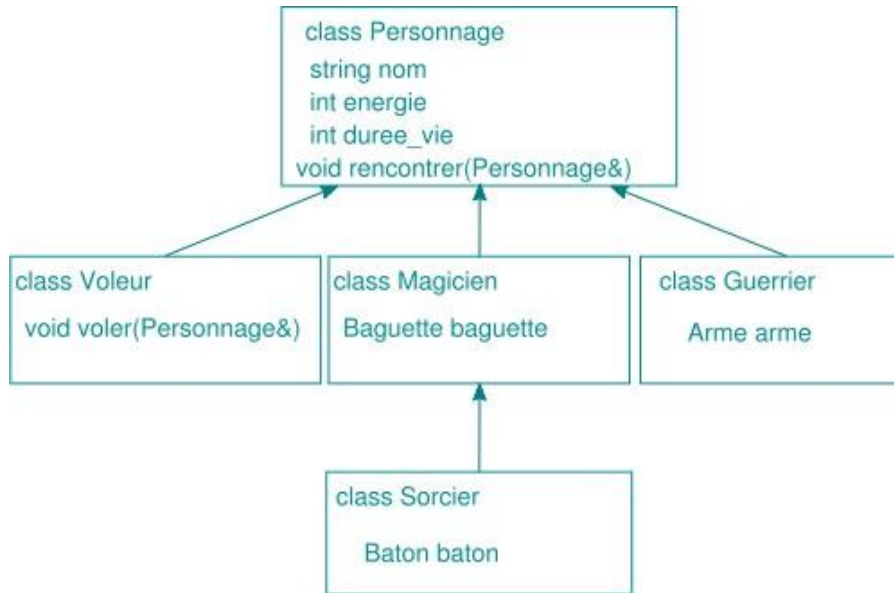 class Personnage
string nom
int energie
int duree_vie
void rencontrer(Personnage&)
class Voleur
void voler(Personnage&)
class Magicien
Baguette baguette
class Guerrier
Arme arme
class Sorcier
Baton baton